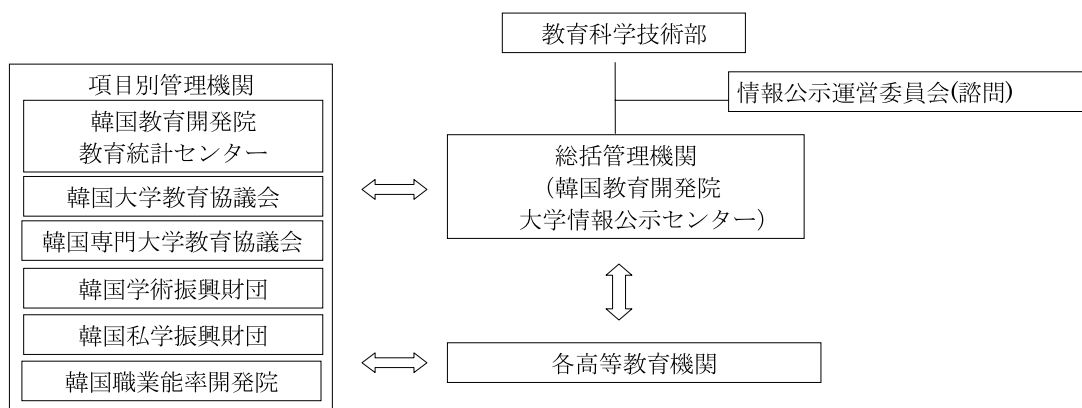 教育科学技術部
情報公示運営委員会(諮問)
項目別管理機関
韓国教育開発院
教育統計センター
韓国大学教育協議会
韓国専門大学教育協議会
韓国学術振興財団
韓国私学振興財団
韓国職業能率開発院
総括管理機関
（韓国教育開発院
大学情報公示センター）
各高等教育機関